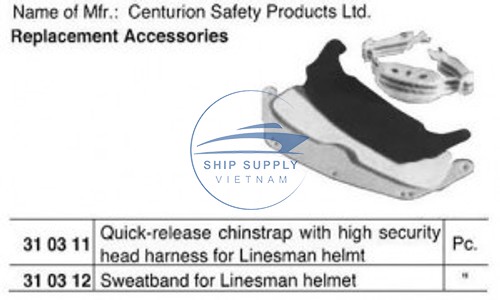 Name of Mfr.: Centurion Safety Products Ltd.
Replacement Accessories
SHIP SUPPLY
VIETNAM
31 03 11 Quick-release chinstrap with high security Pc.
head harness for Linesman helmt
31 03 12 Sweatband for Linesman helmet "